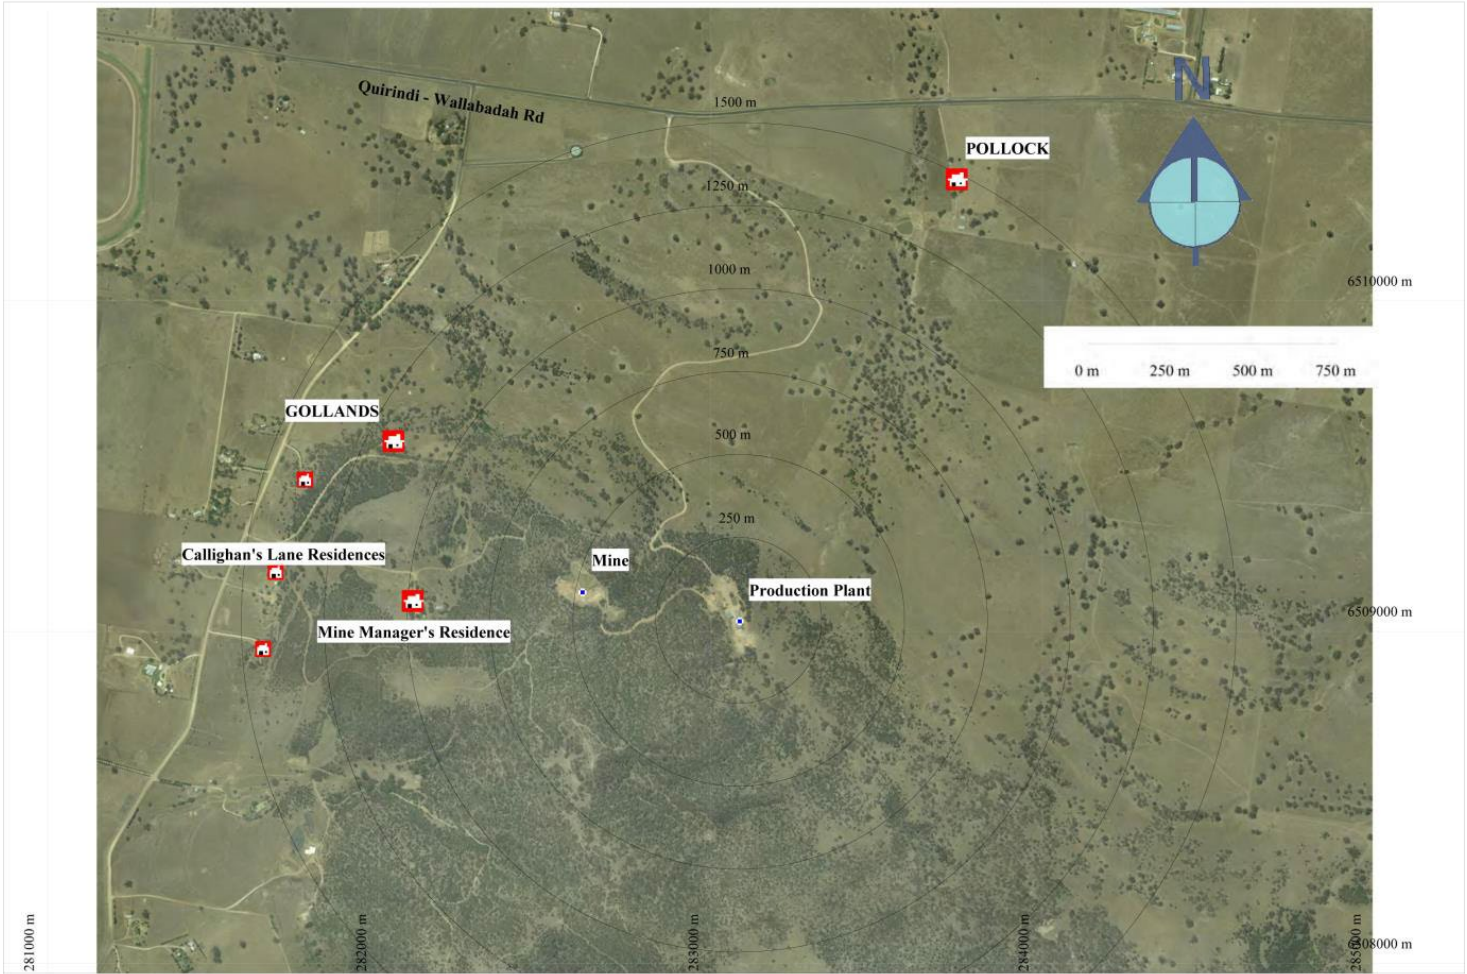 Quirindi - Wallabadah Rd
1500 m
N
POLLOCK
1250 m
1000 m
6510000 m
750 m
0 m 250 m 500 m 750 m
GOLLANDS
500 m
250 m
Callighan's Lane Residences
Mine
Production Plant
6509000 m
Mine Manager's Residence
281000 m
282000 m
283000 m
284000 m
285000 m
6508000 m